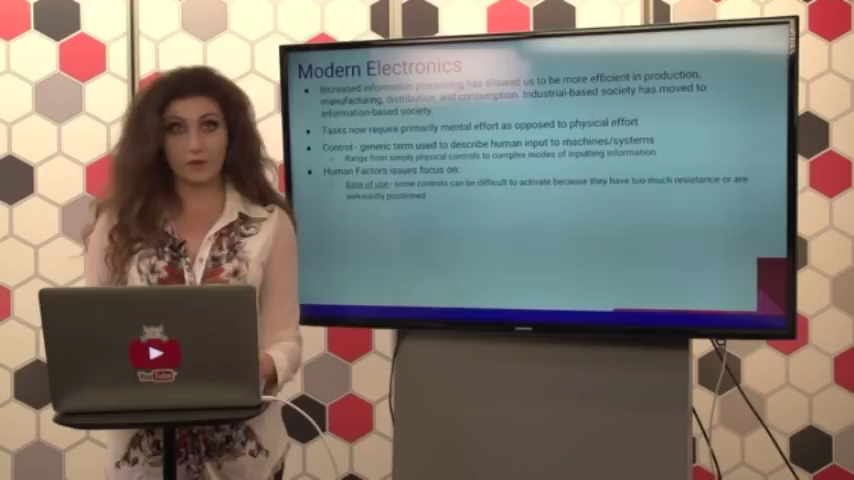 Modern Electronics
Increased information processing has allowed us to be more efficient in production,
manufacturing, distribution, and consumption. Industrial-based society has moved to
information-based society.
Tasks now require primarily mental effort as opposed to physical effort
Control - generic term used to describe human input to machines/systems
Range from simply physical controls to complex modes of inputting information
Human Factors issues focus on:
Ease of use - some controls can be difficult to activate because they have too much resistance or are
awkwardly positioned
YouTube